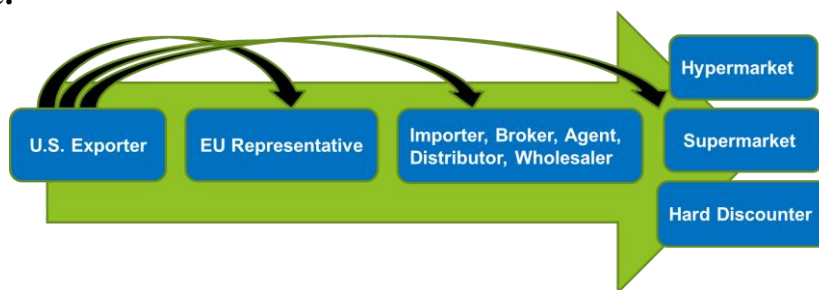 U.S. Exporter
EU Representative
Importer, Broker, Agent,
Distributor, Wholesaler
Hypermarket
Supermarket
Hard Discounter